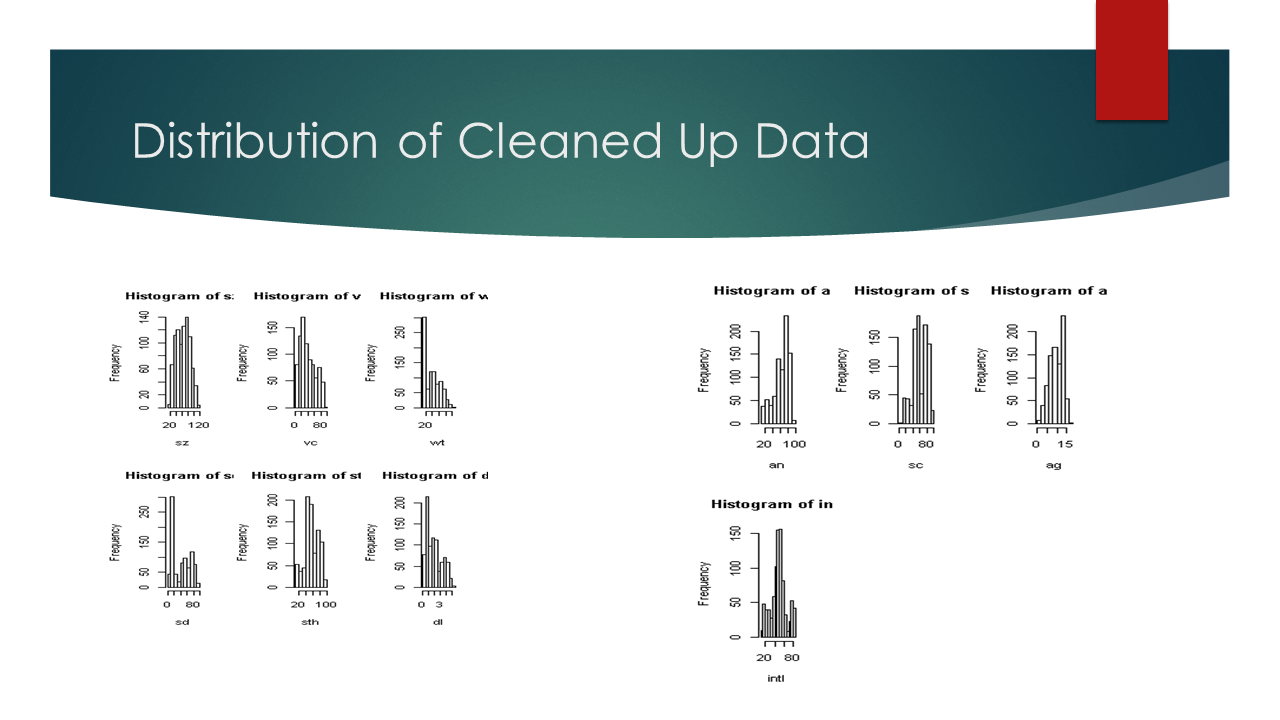 Distribution of Cleaned Up Data
Histogram of s
Histogram of v
Histogram of w
Frequency
0 20 60 100 140
20 120
sz
Frequency
0 50 100 150
0 80
vc
Frequency
0 50 150 250
20
wt
Histogram of s
Histogram of st
Histogram of d
Frequency
0 50 150 250
0 80
sd
Frequency
0 50 100 150 200
20 100
sth
Frequency
0 50 100 150 200
0 3
dl
Histogram of a
Histogram of s
Histogram of a
Frequency
0 50 100 150 200
20 100
an
Frequency
0 50 100 150
0 80
sc
Frequency
0 50 100 150 200
0 15
ag
Histogram of in
Frequency
0 50 100 150
20 80
intl